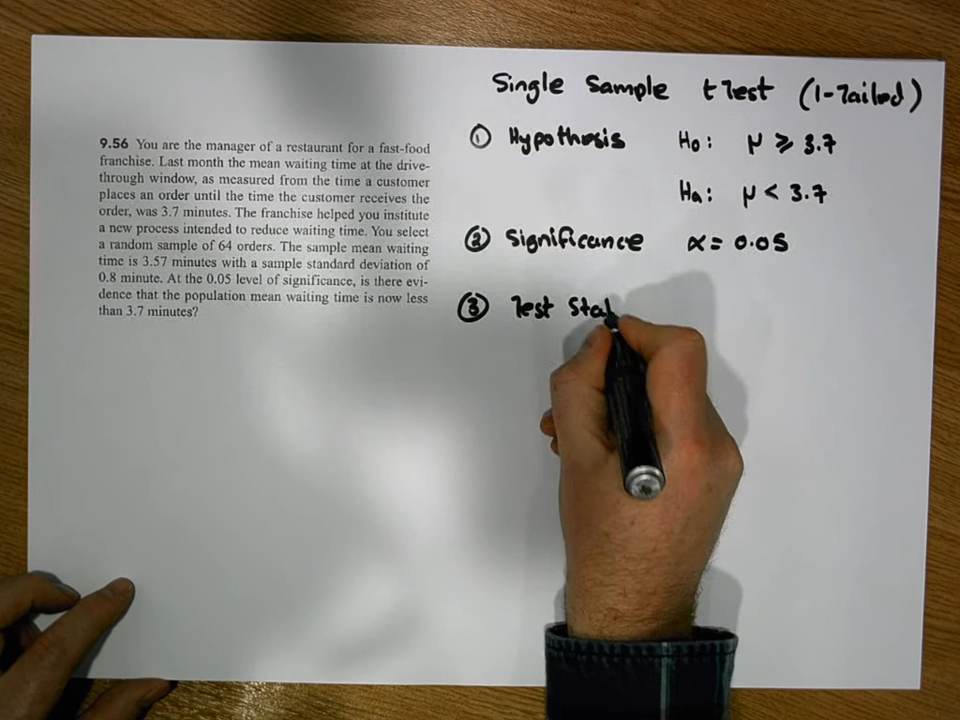 Single Sample t Test (1-Tailed)
① Hypothesis H₀: μ ⩾ 3.7
Hₐ: μ < 3.7
② Significance α = 0.05
③ Test Stat
9.56 You are the manager of a restaurant for a fast-food
franchise. Last month the mean waiting time at the drive-
through window, as measured from the time a customer
places an order until the time the customer receives the
order, was 3.7 minutes. The franchise helped you institute
a new process intended to reduce waiting time. You select
a random sample of 64 orders. The sample mean waiting
time is 3.57 minutes with a sample standard deviation of
0.8 minute. At the 0.05 level of significance, is there evi-
dence that the population mean waiting time is now less
than 3.7 minutes?